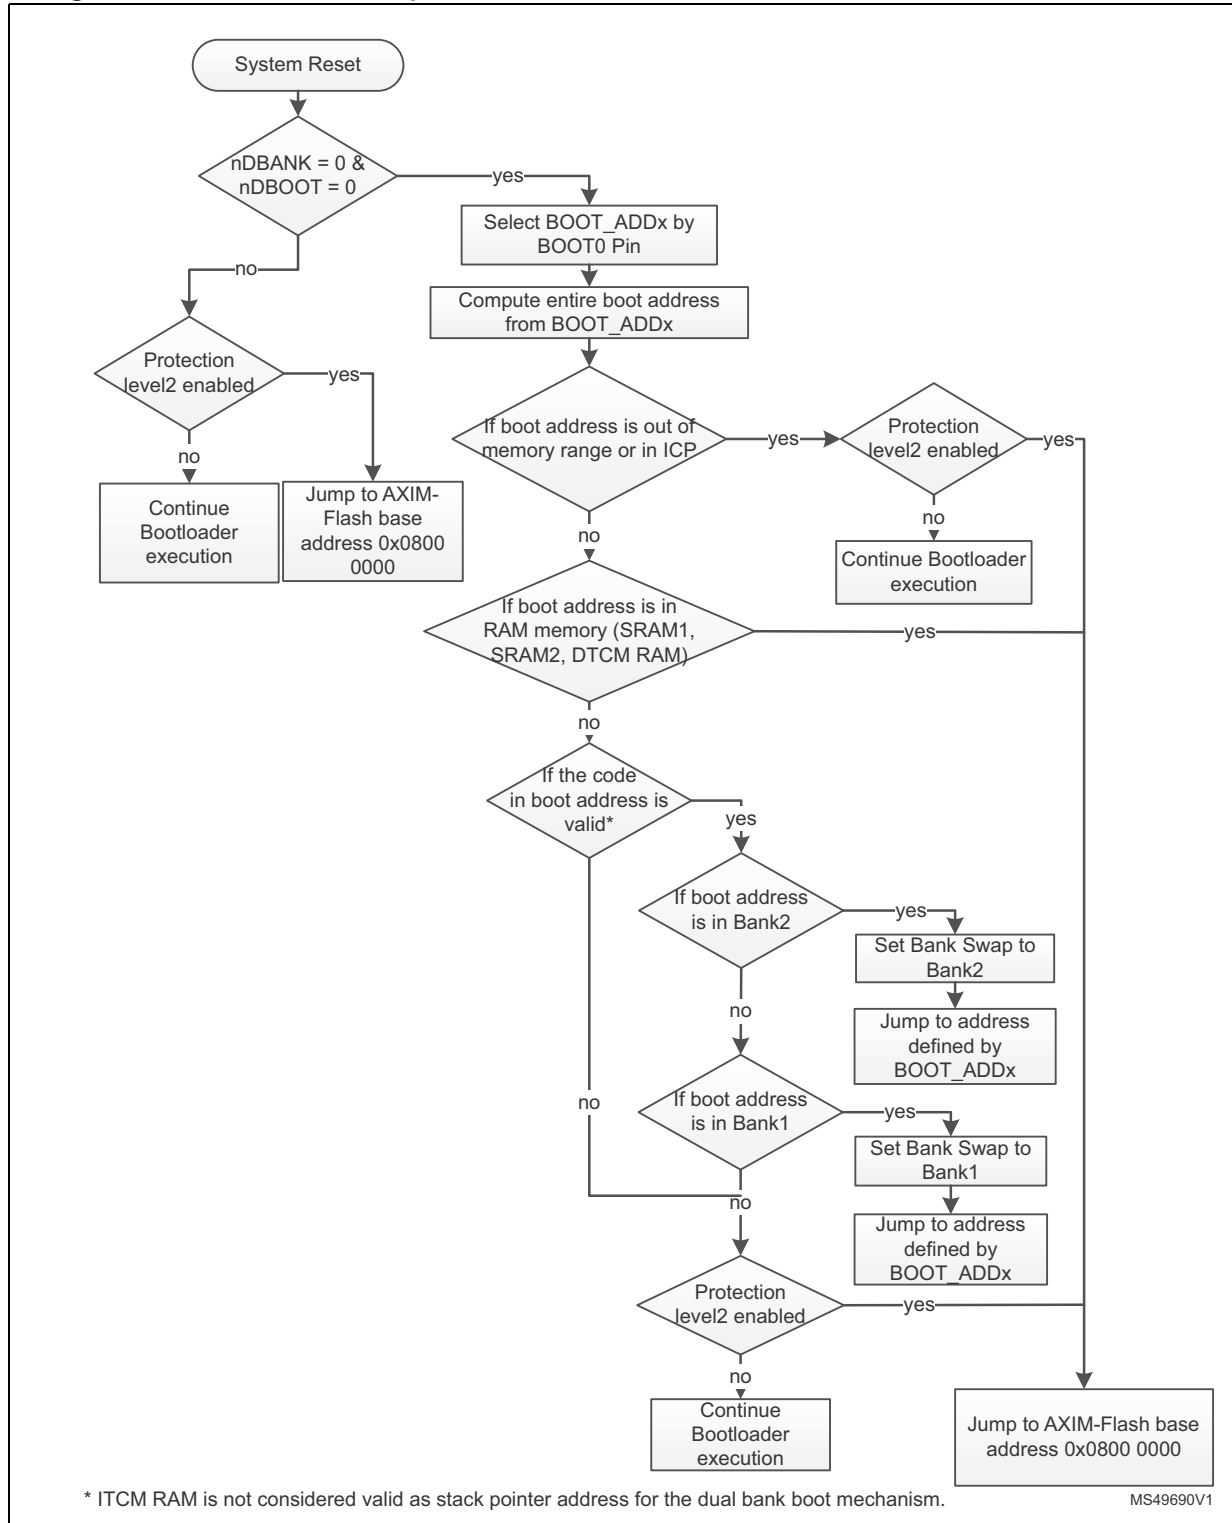 System Reset
nDBANK = 0 &
nDBOOT = 0
yes
Select BOOT_ADDx by
BOOT0 Pin
no
Compute entire boot address
from BOOT_ADDx
Protection
level2 enabled
yes
no
Continue
Bootloader
execution
Jump to AXIM-
Flash base
address 0x0800
0000
If boot address is out of
memory range or in ICP
yes
Protection
level2 enabled
yes
no
Continue Bootloader
execution
no
If boot address is in
RAM memory (SRAM1,
SRAM2, DTCM RAM)
yes
no
If the code
in boot address is
valid*
yes
If boot address
is in Bank2
yes
Set Bank Swap to
Bank2
Jump to address
defined by
BOOT_ADDx
no
no
If boot address
is in Bank1
yes
Set Bank Swap to
Bank1
Jump to address
defined by
BOOT_ADDx
no
Protection
level2 enabled
yes
no
Continue
Bootloader
execution
Jump to AXIM-Flash base
address 0x0800 0000
* ITCM RAM is not considered valid as stack pointer address for the dual bank boot mechanism.
MS49690V1